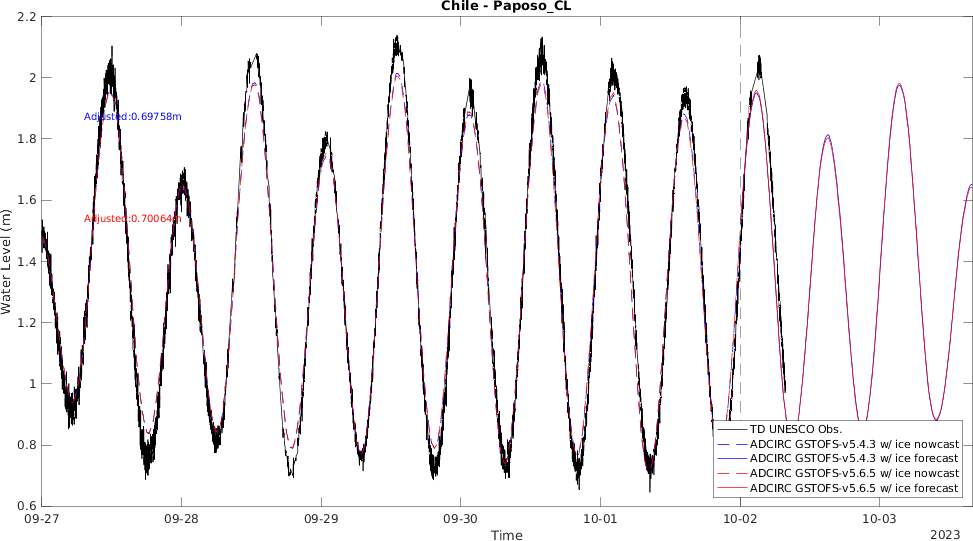 Chile - Paposo_CL
2.2
2
1.8
1.6
1.4
1.2
1
0.8
0.6
Water Level (m)
Adjusted:0.69758m
Adjusted:0.70064m
TD UNESCO Obs.
ADCIRC GSTOFS-v5.4.3 w/ ice nowcast
ADCIRC GSTOFS-v5.4.3 w/ ice forecast
ADCIRC GSTOFS-v5.6.5 w/ ice nowcast
ADCIRC GSTOFS-v5.6.5 w/ ice forecast
09-27 09-28 09-29 09-30 10-01 10-02 10-03
Time
2023